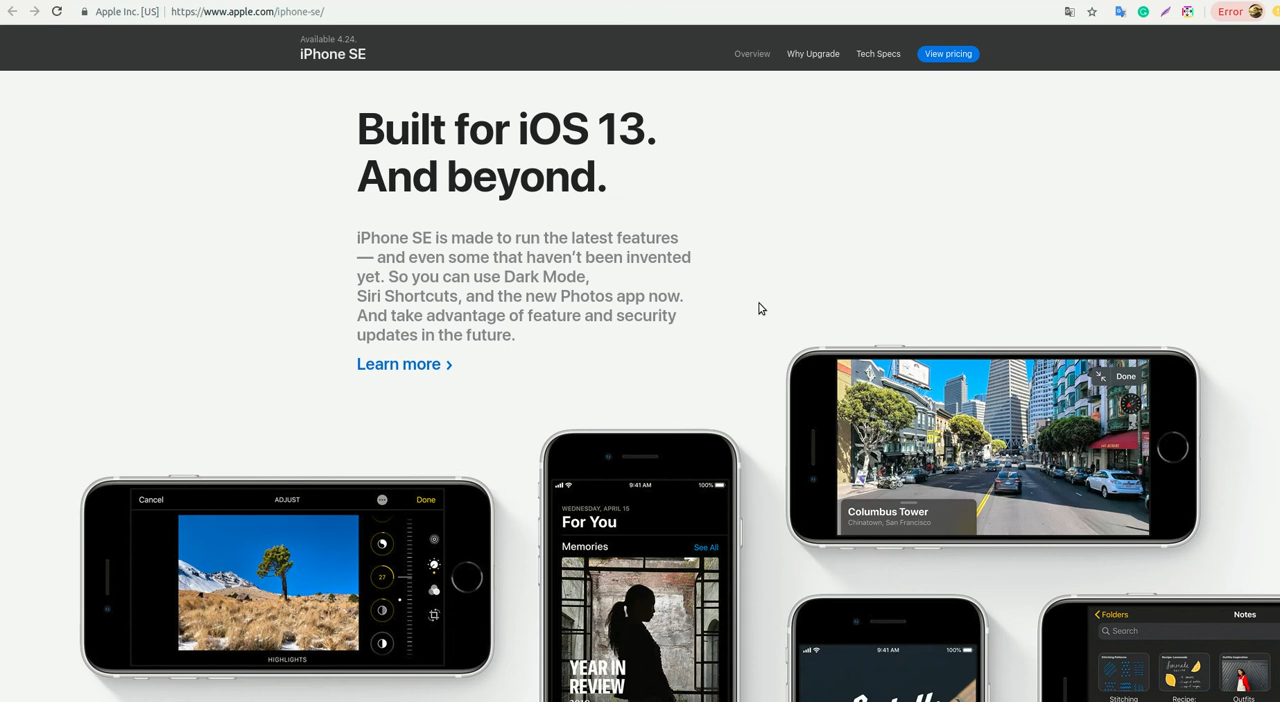 Apple Inc. [US]
https://www.apple.com/iphone-se/
Error
Available 4.24.
iPhone SE
Overview
Why Upgrade
Tech Specs
View pricing
Built for iOS 13.
And beyond.
iPhone SE is made to run the latest features
— and even some that haven’t been invented
yet. So you can use Dark Mode,
Siri Shortcuts, and the new Photos app now.
And take advantage of feature and security
updates in the future.
Learn more ›
Done
Columbus Tower
Chinatown, San Francisco
Cancel
ADJUST
Done
27
HIGHLIGHTS
9:41 AM
100%
WEDNESDAY, APRIL 15
For You
Memories
See All
YEAR IN
REVIEW
9:41 AM
100%
Folders
Notes
Search
Stitching
Recipe:
Outfits